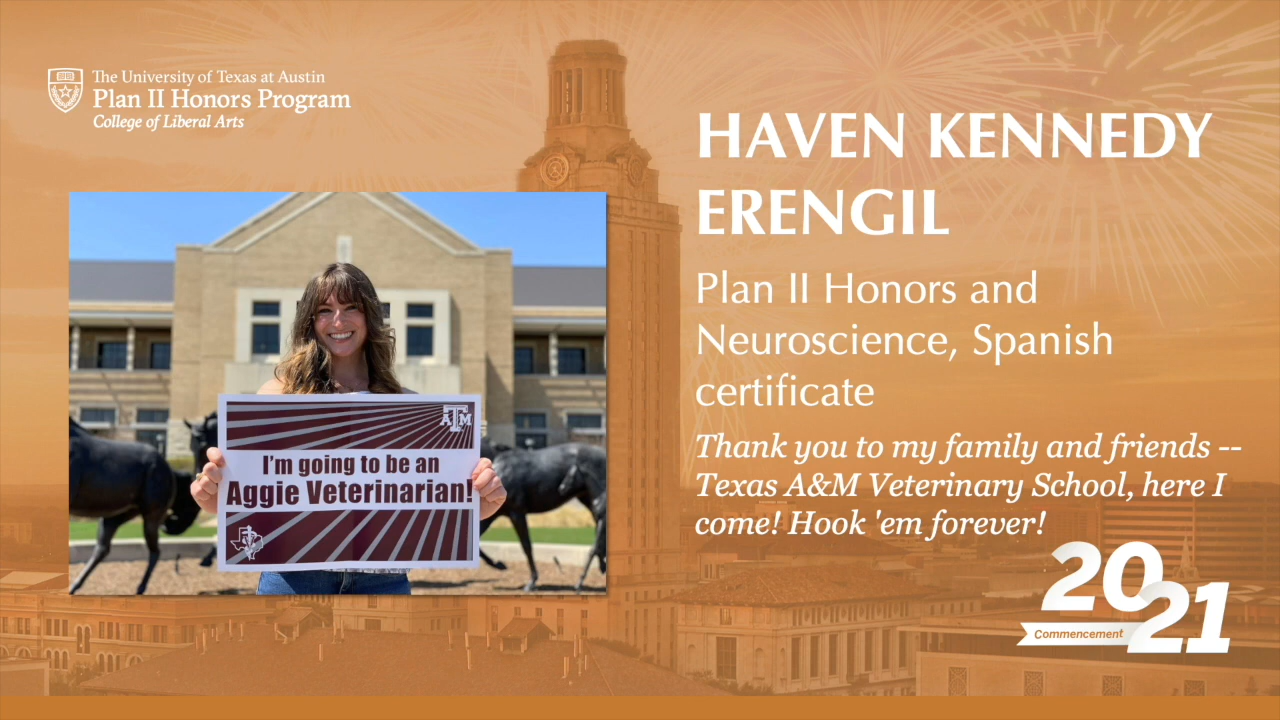 The University of Texas at Austin
Plan II Honors Program
College of Liberal Arts
HAVEN KENNEDY
ERENGIL
Plan II Honors and
Neuroscience, Spanish
certificate
Thank you to my family and friends --
Texas A&M Veterinary School, here I
come! Hook 'em forever!
ATM
I'm going to be an
Aggie Veterinarian!
2021
Commencement